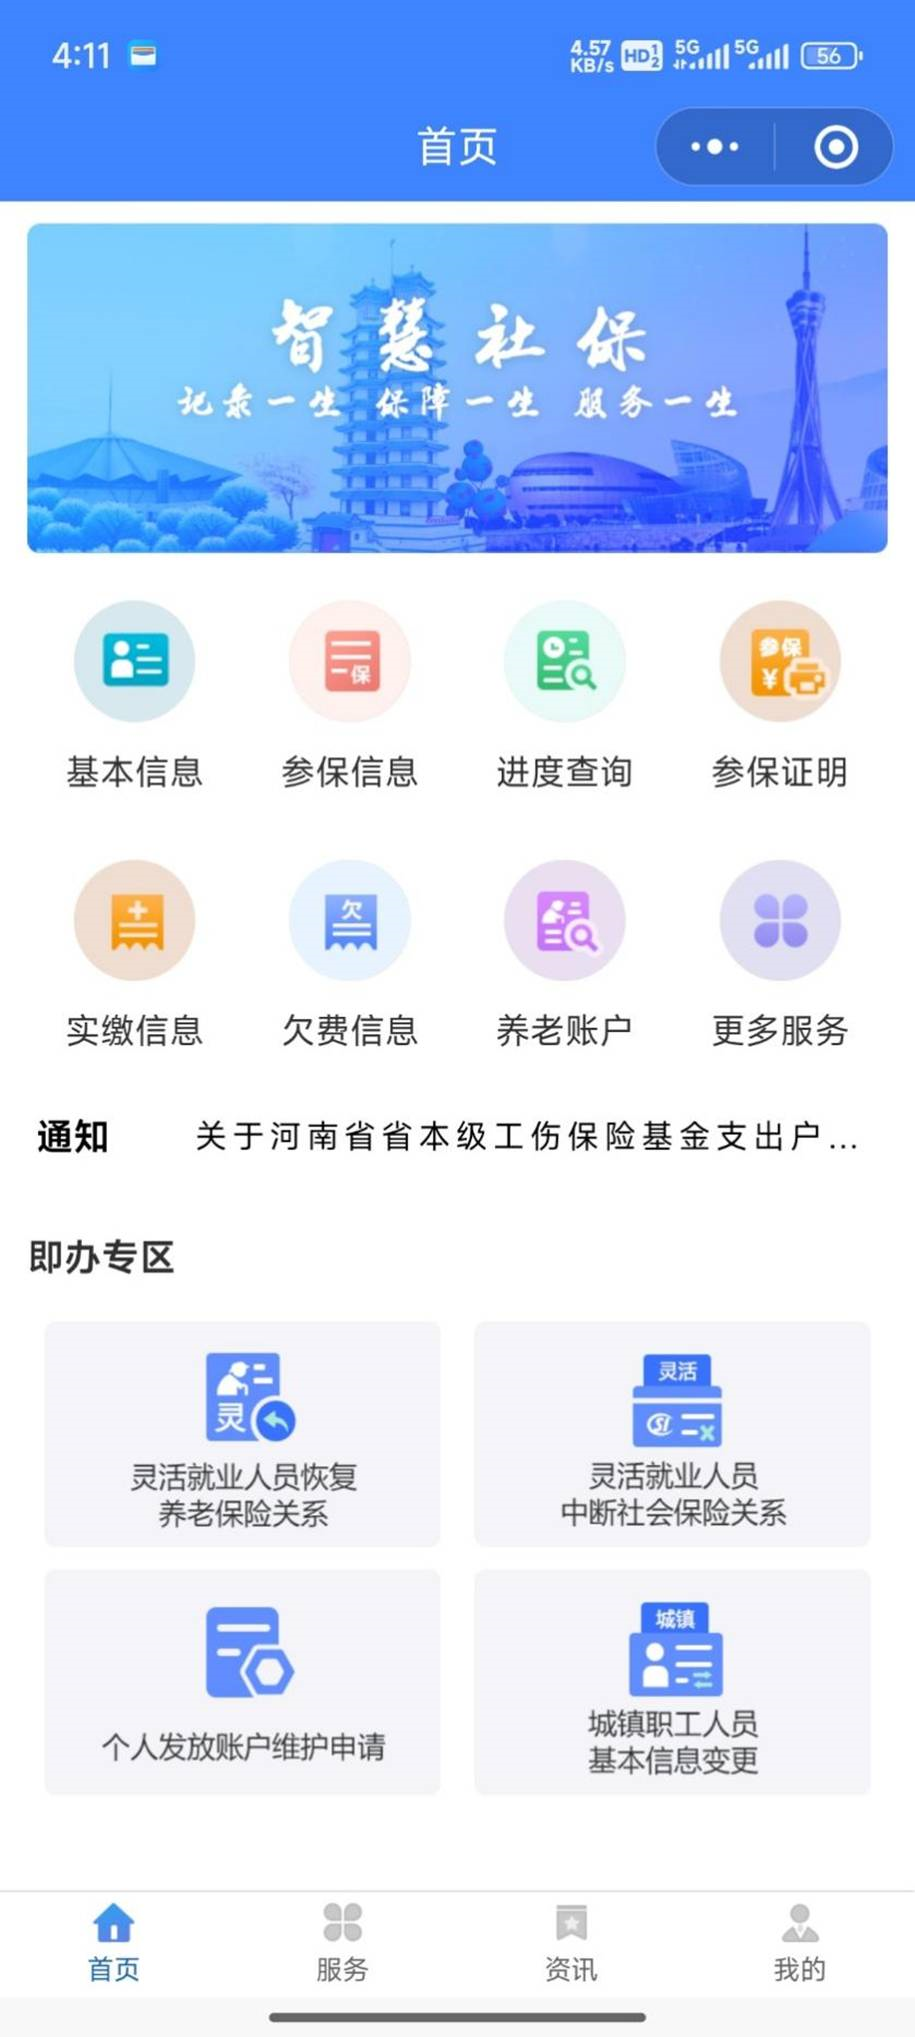 4:11
4.57 KB/s HD 1 2 5G 5G 56
首页
智慧社保
记录一生 保障一生 服务一生
保
参保
¥
基本信息 参保信息 进度查询 参保证明
欠
实缴信息 欠费信息 养老账户 更多服务
通知 关于河南省省本级工伤保险基金支出户...
即办专区
灵
灵活就业人员恢复
养老保险关系
灵活
SI
灵活就业人员
中断社会保险关系
个人发放账户维护申请
城镇
城镇职工人员
基本信息变更
首页 服务 资讯 我的